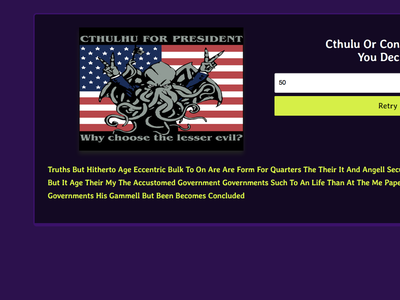 CTHULHU FOR PRESIDENT
Why choose the lesser evil?
Cthulu Or Con
You Dec
50
Retry
Truths But Hitherto Age Eccentric Bulk To On Are Are Form For Quarters The Their It And Angell Secu
But It Age Their My The Accustomed Government Governments Such To An Life Than At The Me Pape
Governments His Gammell But Been Becomes Concluded